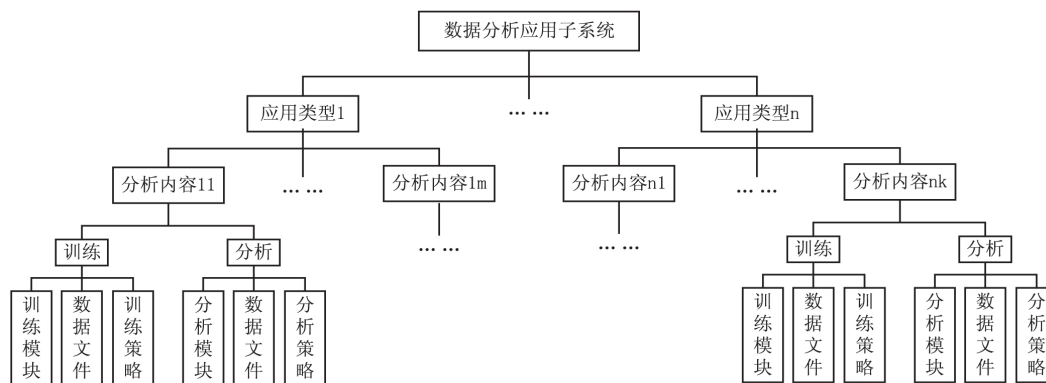 数据分析应用子系统
应用类型1
… …
应用类型n
分析内容11
… …
分析内容1m
分析内容n1
… …
分析内容nk
… …
… …
训练
分析
训练
分析
训练模块
数据文件
训练策略
分析模块
数据文件
分析策略
训练模块
数据文件
训练策略
分析模块
数据文件
分析策略